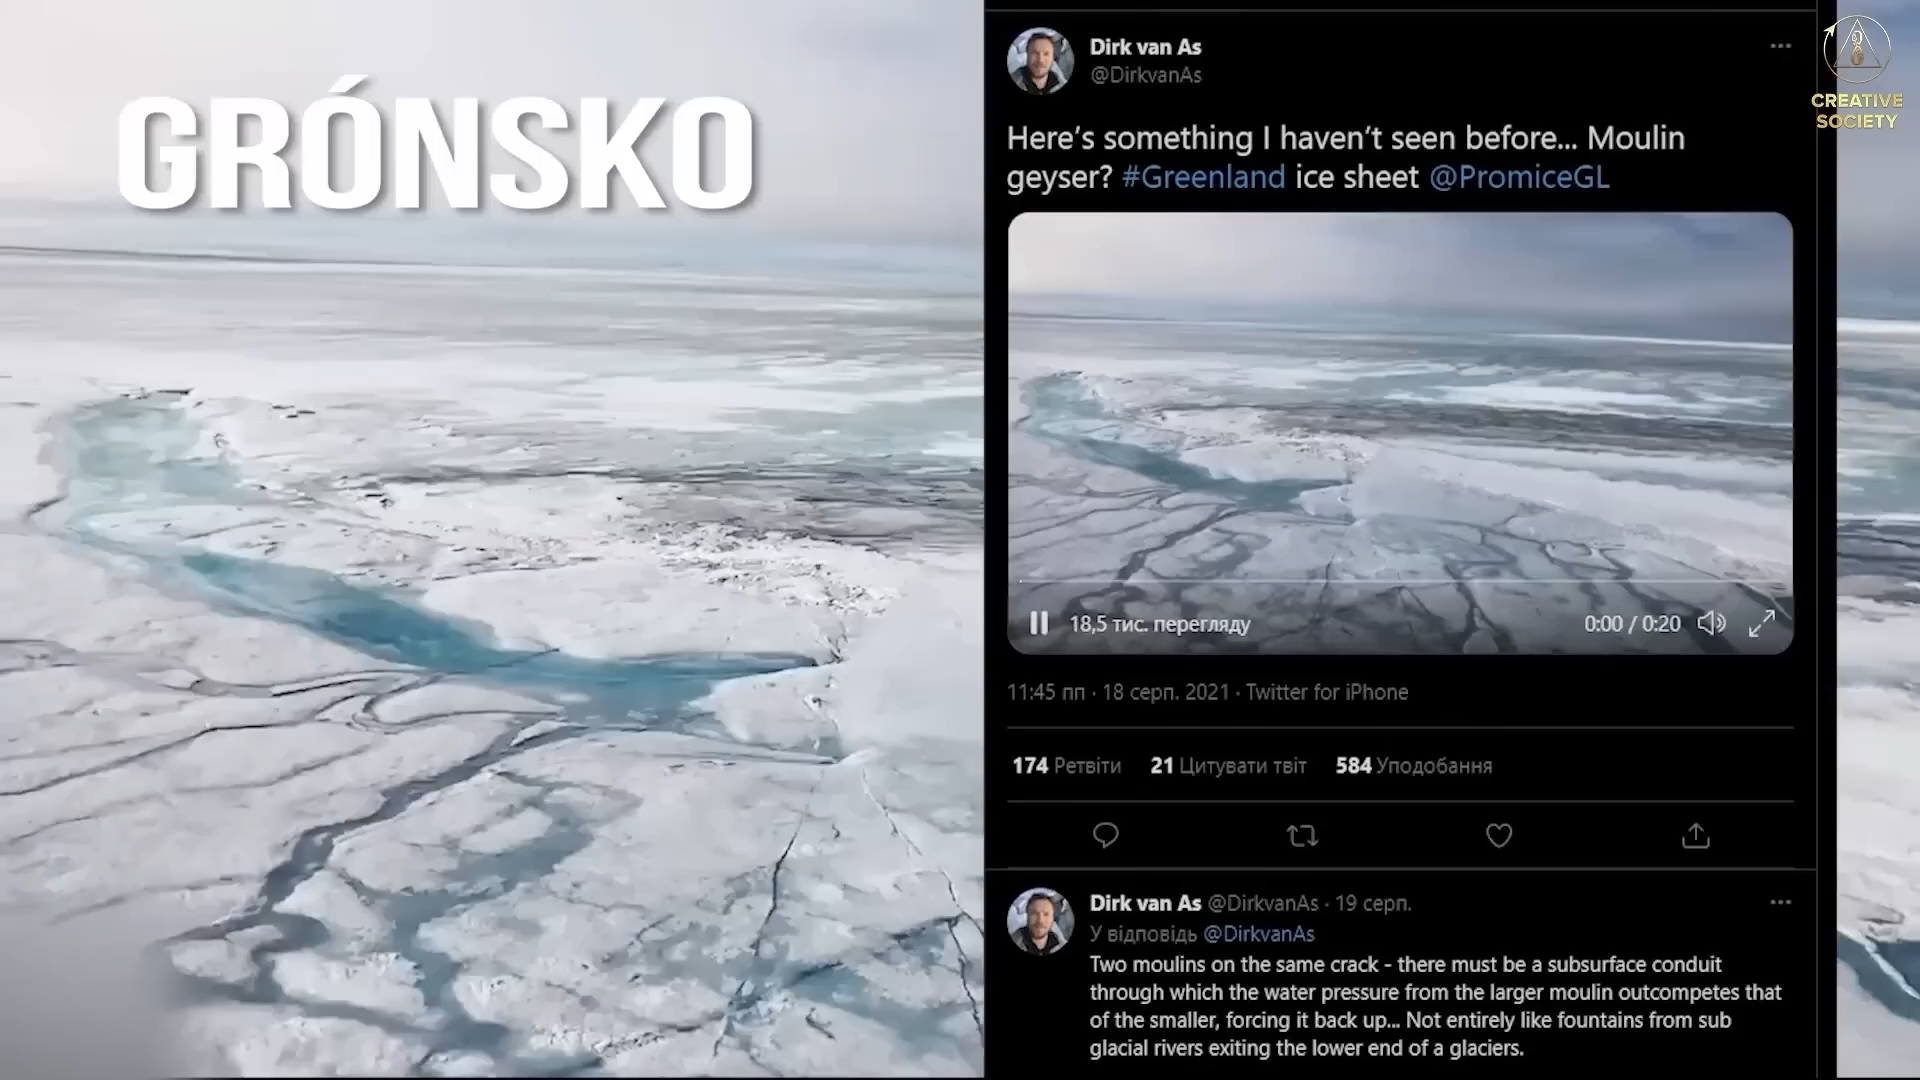 GRÓNSKO
Dirk van As
@DirkvanAs
Here's something I haven't seen before... Moulin
geyser? #Greenland ice sheet @PromiceGL
18,5 тис. перегляду
0:00 / 0:20
11:45 пп · 18 серп. 2021 · Twitter for iPhone
174 Ретвіти 21 Цитувати твіт 584 Уподобання
Dirk van As @DirkvanAs · 19 серп.
У відповідь @DirkvanAs
Two moulins on the same crack - there must be a subsurface conduit
through which the water pressure from the larger moulin outcompetes that
of the smaller, forcing it back up... Not entirely like fountains from sub
glacial rivers exiting the lower end of a glaciers.
CREATIVE
SOCIETY